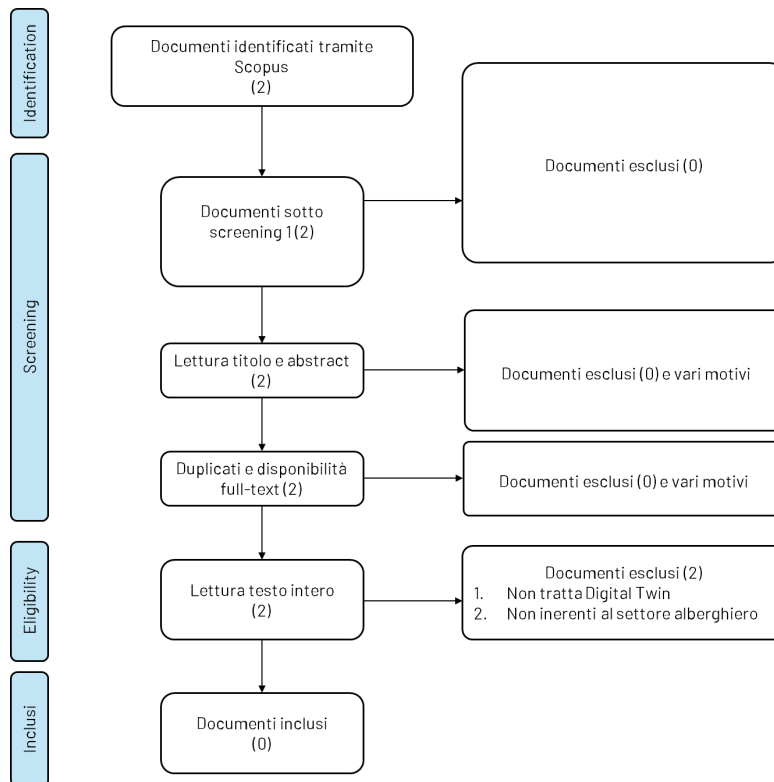 Identification
Documenti identificati tramite
Scopus
(2)
Documenti esclusi (0)
Screening
Documenti sotto
screening 1 (2)
Lettura titolo e abstract
(2)
Documenti esclusi (0) e vari motivi
Duplicati e disponibilità
full-text (2)
Documenti esclusi (0) e vari motivi
Eligibility
Lettura testo intero
(2)
Documenti esclusi (2)
1. Non tratta Digital Twin
2. Non inerenti al settore alberghiero
Inclusi
Documenti inclusi
(0)